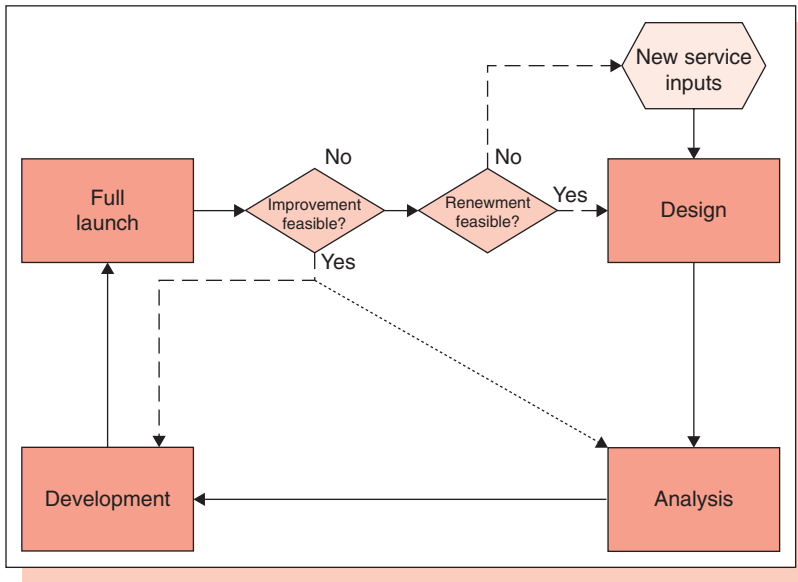 New service
inputs
No
No
Full
launch
Improvement
feasible?
Renewment
feasible?
Yes
Design
Yes
Development
Analysis